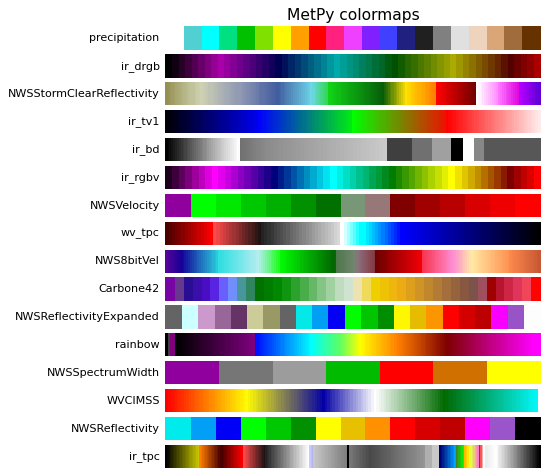 MetPy colormaps
precipitation
ir_drgb
NWSStormClearReflectivity
ir_tv1
ir_bd
ir_rgbv
NWSVelocity
wv_tpc
NWS8bitVel
Carbone42
NWSReflectivityExpanded
rainbow
NWSSpectrumWidth
WVCIMSS
NWSReflectivity
ir_tpc